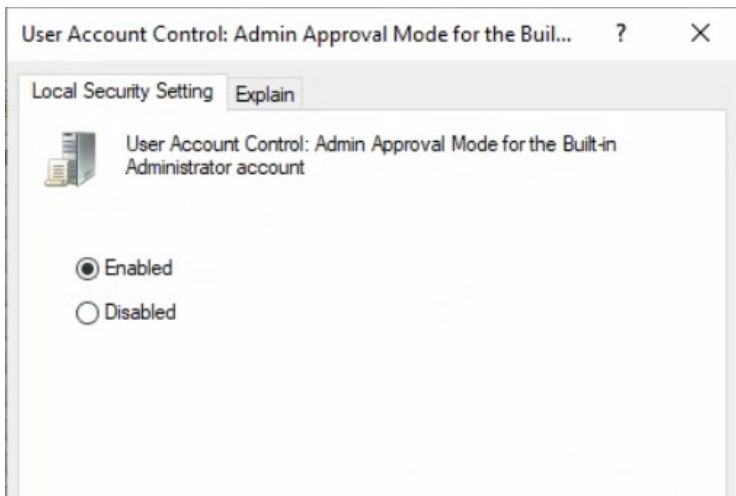 User Account Control: Admin Approval Mode for the Buil... ?
Local Security Setting Explain
User Account Control: Admin Approval Mode for the Built-in
Administrator account
Enabled
Disabled